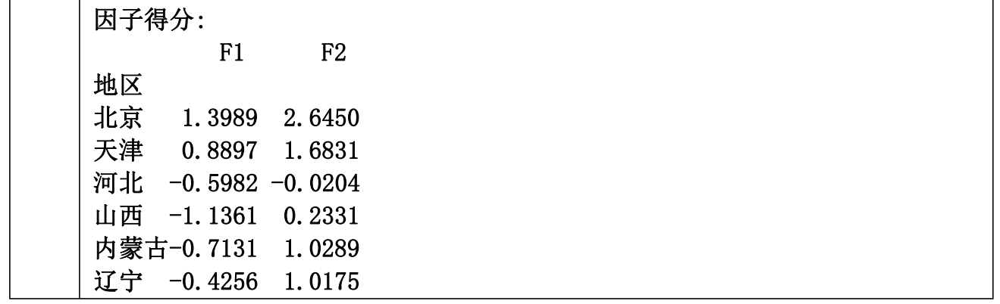 因子得分:
F1 F2
地区
北京 1.3989 2.6450
天津 0.8897 1.6831
河北 -0.5982 -0.0204
山西 -1.1361 0.2331
内蒙古-0.7131 1.0289
辽宁 -0.4256 1.0175